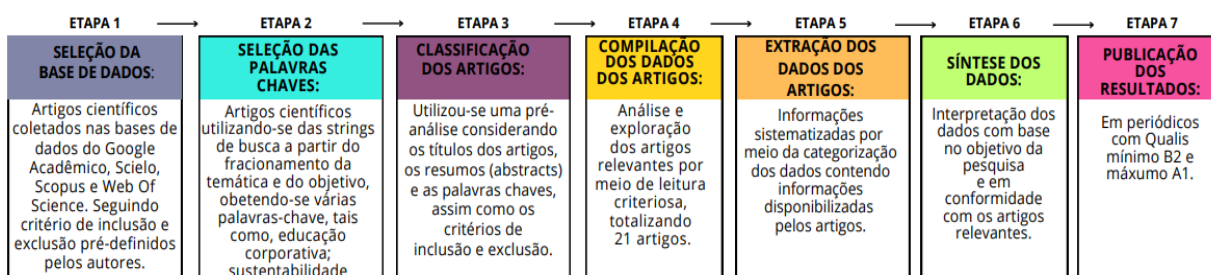 ETAPA 1
ETAPA 2
ETAPA 3
ETAPA 4
ETAPA 5
ETAPA 6
ETAPA 7
SELEÇÃO DA
BASE DE DADOS:
Artigos científicos
coletados nas bases de
dados do Google
Acadêmico, Scielo,
Scopus e Web Of
Science. Seguindo
critério de inclusão e
exclusão pré-definidos
pelos autores.
SELEÇÃO DAS
PALAVRAS
CHAVES:
Artigos científicos
utilizando-se das strings
de busca a partir do
fracionamento da
temática e do objetivo,
obetendo-se várias
palavras-chave, tais
como, educação
corporativa;
sustentabilidade
CLASSIFICAÇÃO
DOS ARTIGOS:
Utilizou-se uma pré-
análise considerando
os títulos dos artigos,
os resumos (abstracts)
e as palavras chaves,
assim como os
critérios de
inclusão e exclusão.
COMPILAÇÃO
DOS DADOS
DOS ARTIGOS:
Análise e
exploração
dos artigos
relevantes por
meio de leitura
criteriosa,
totalizando
21 artigos.
EXTRAÇÃO DOS
DADOS DOS
ARTIGOS:
Informações
sistematizadas por
meio da categorização
dos dados contendo
informações
disponibilizadas
pelos artigos.
SÍNTESE DOS
DADOS:
Interpretação dos
dados com base
no objetivo da
pesquisa
e em
conformidade
com os artigos
relevantes.
PUBLICAÇÃO
DOS
RESULTADOS:
Em periódicos
com Qualis
mínimo B2 e
máxumo A1.